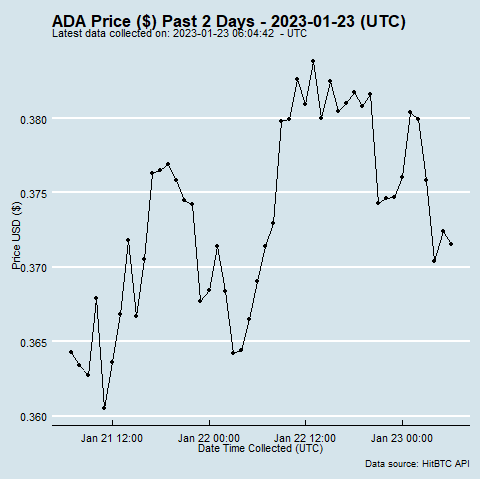 ADA Price ($) Past 2 Days - 2023-01-23 (UTC)
Latest data collected on: 2023-01-23 06:04:42 - UTC
0.380
0.375
0.370
0.365
0.360
Price USD ($)
Jan 21 12:00 Jan 22 00:00 Jan 22 12:00 Jan 23 00:00
Date Time Collected (UTC)
Data source: HitBTC API